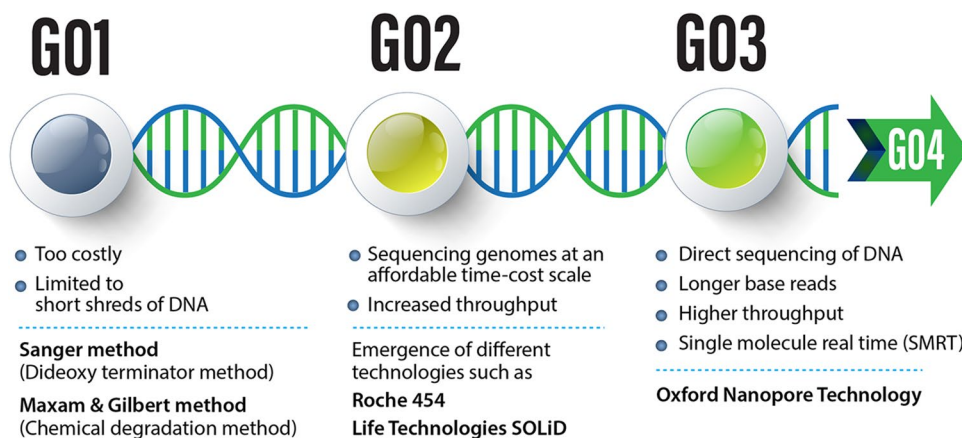 G01
G02
G03
G04
Too costly
Limited to
short shreds of DNA
Sanger method
(Dideoxy terminator method)
Maxam & Gilbert method
(Chemical degradation method)
Sequencing genomes at an
affordable time-cost scale
Increased throughput
Emergence of different
technologies such as
Roche 454
Life Technologies SOLiD
Direct sequencing of DNA
Longer base reads
Higher throughput
Single molecule real time (SMRT)
Oxford Nanopore Technology